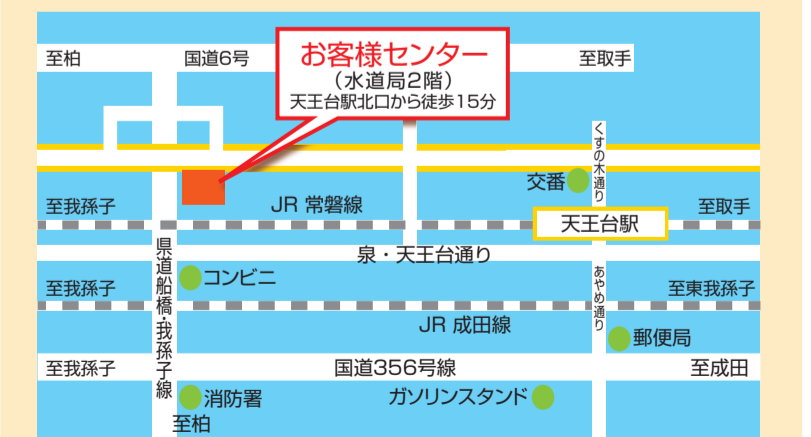 至柏
国道6号
お客様センター
（水道局2階）
天王台駅北口から徒歩15分
至取手
くすの木通り
交番
至我孫子
JR 常磐線
天王台駅
至取手
泉・天王台通り
県道船橋・我孫子線
コンビニ
あやめ通り
至我孫子
至東我孫子
JR 成田線
郵便局
至我孫子
国道356号線
至成田
消防署
ガソリンスタンド
至柏